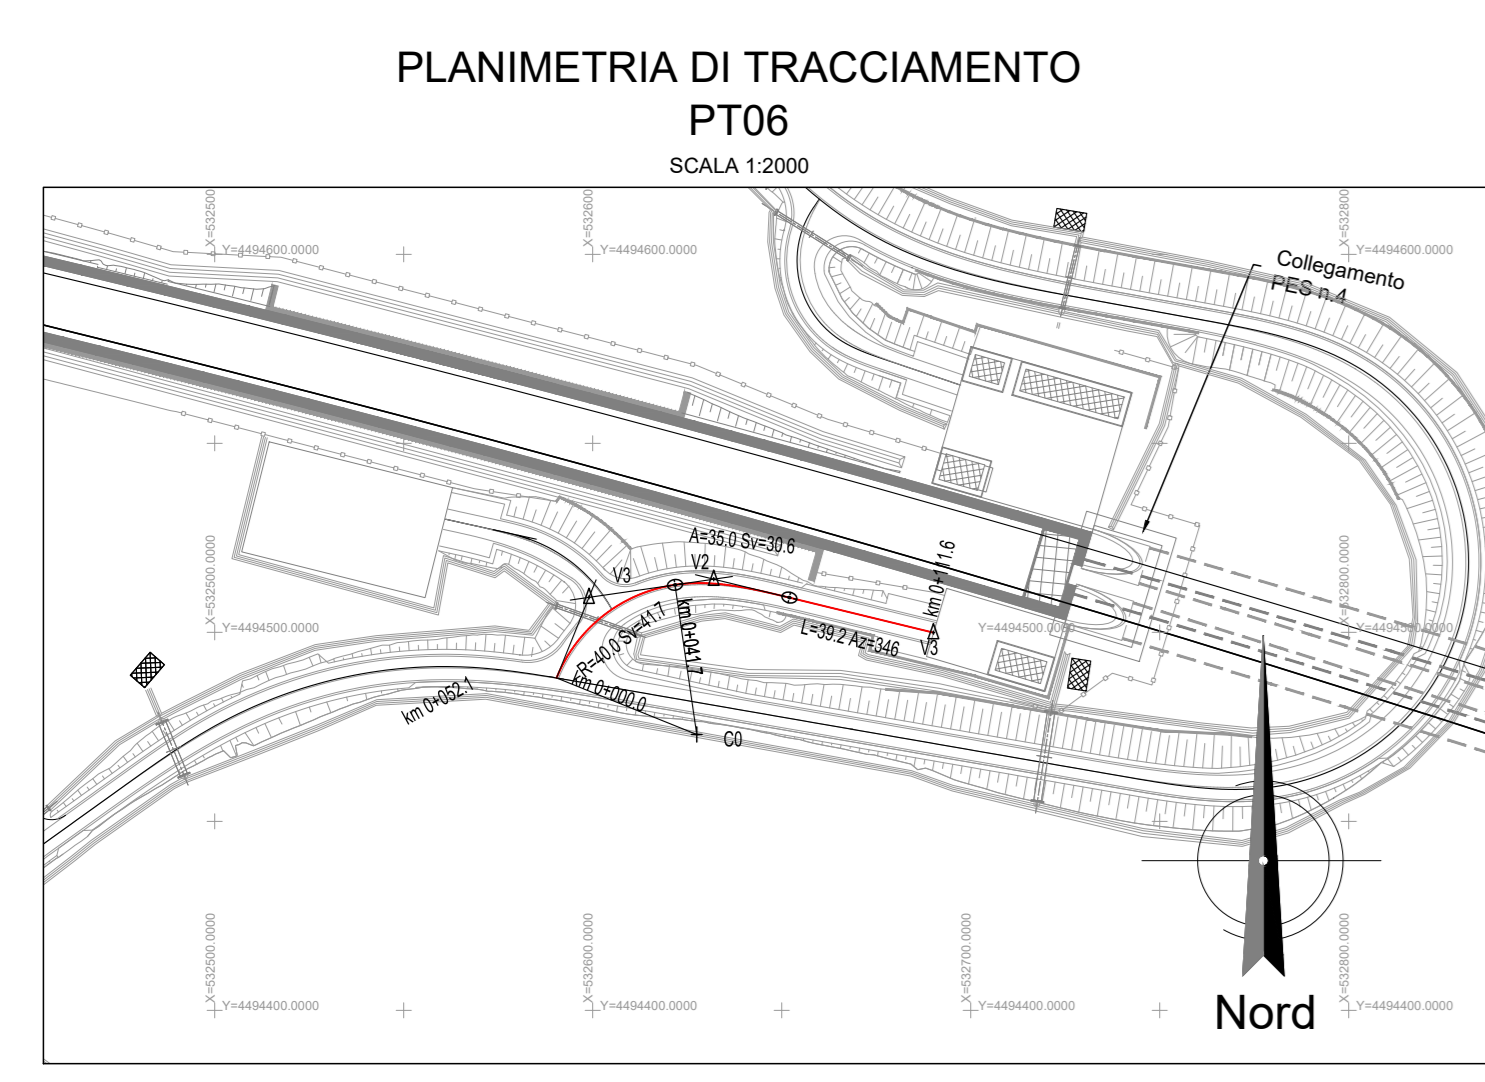 PLANIMETRIA DI TRACCIAMENTO
PT06
SCALA 1:2000
X=532500
Y=4494600.0000
X=532600
Y=4494600.0000
X=532800
Y=4494600.0000
Collegamento
PES n.4
A=35.0 Sv=30.6
V3
V2
km 0+111.6
X=532500.0000
Y=4494500.0000
R=40.0 Sv=41.7
km 0+041.7
L=39.2 Az=346
V3
Y=4494500.0000
X=532800.0000
Y=4494500.0000
km 0+000.0
km 0+052.1
C0
X=532500.0000
Y=4494400.0000
X=532600.0000
Y=4494400.0000
X=532700.0000
Y=4494400.0000
X=532800.0000
Y=4494400.0000
Nord